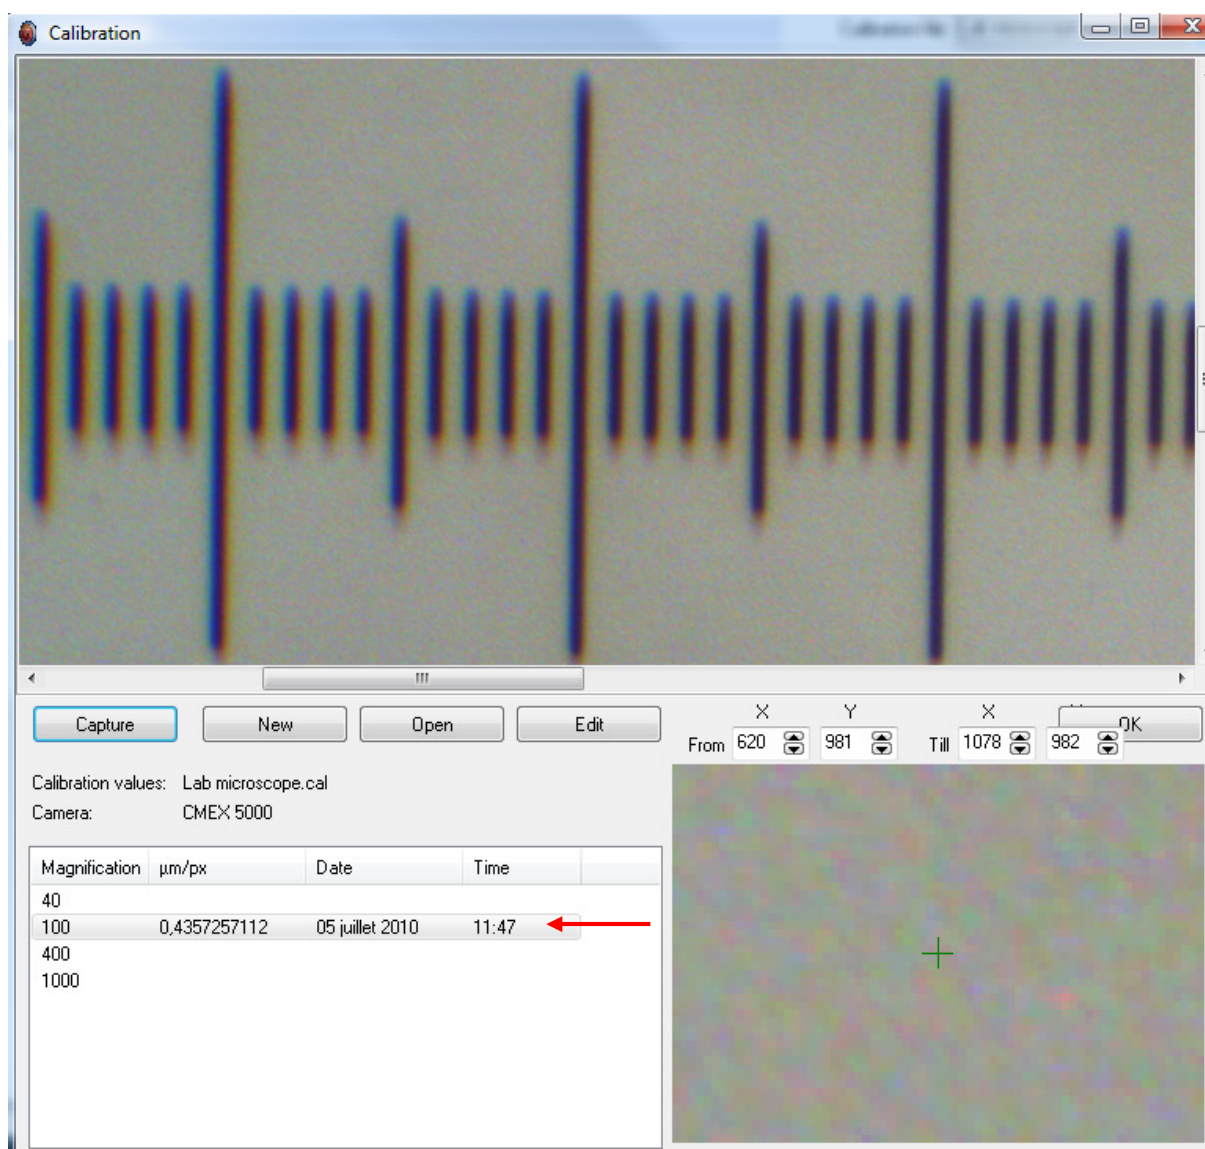 Calibration
Capture New Open Edit OK
X Y X
From 620 981 Till 1078 982
Calibration values: Lab microscope.cal
Camera: CMEX 5000
Magnification µm/px Date Time
40
100 0,4357257112 05 juillet 2010 11:47
400
1000